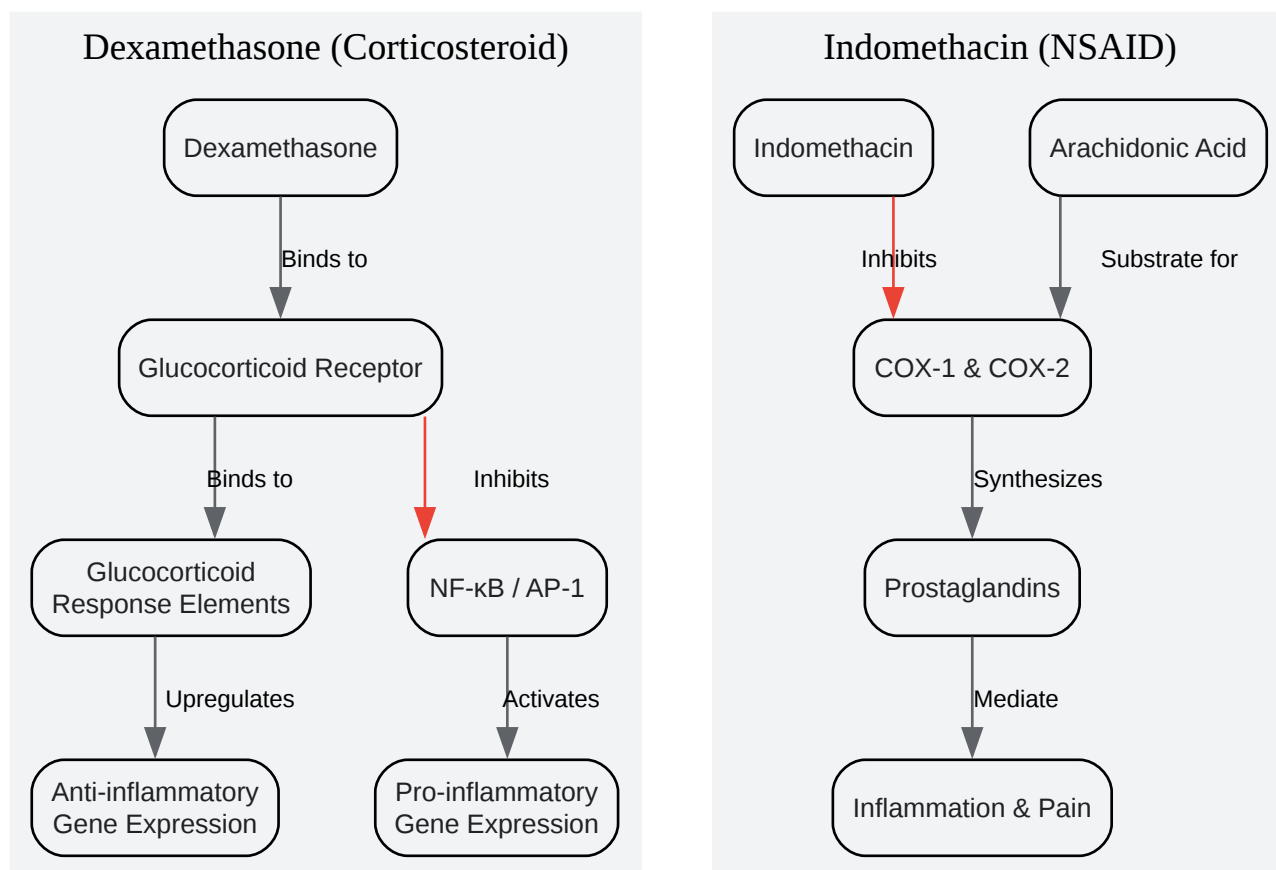 Dexamethasone (Corticosteroid)
Dexamethasone
Binds to
Glucocorticoid Receptor
Binds to
Inhibits
Glucocorticoid
Response Elements
NF-κB / AP-1
Upregulates
Activates
Anti-inflammatory
Gene Expression
Pro-inflammatory
Gene Expression
Indomethacin (NSAID)
Indomethacin
Arachidonic Acid
Inhibits
Substrate for
COX-1 & COX-2
Synthesizes
Prostaglandins
Mediate
Inflammation & Pain